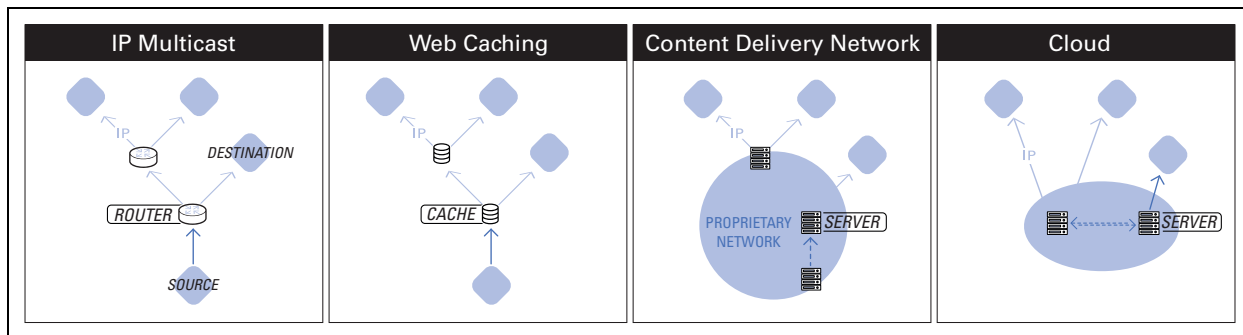 IP Multicast
IP
DESTINATION
ROUTER
SOURCE
Web Caching
IP
CACHE
Content Delivery Network
IP
PROPRIETARY
NETWORK
SERVER
Cloud
IP
SERVER